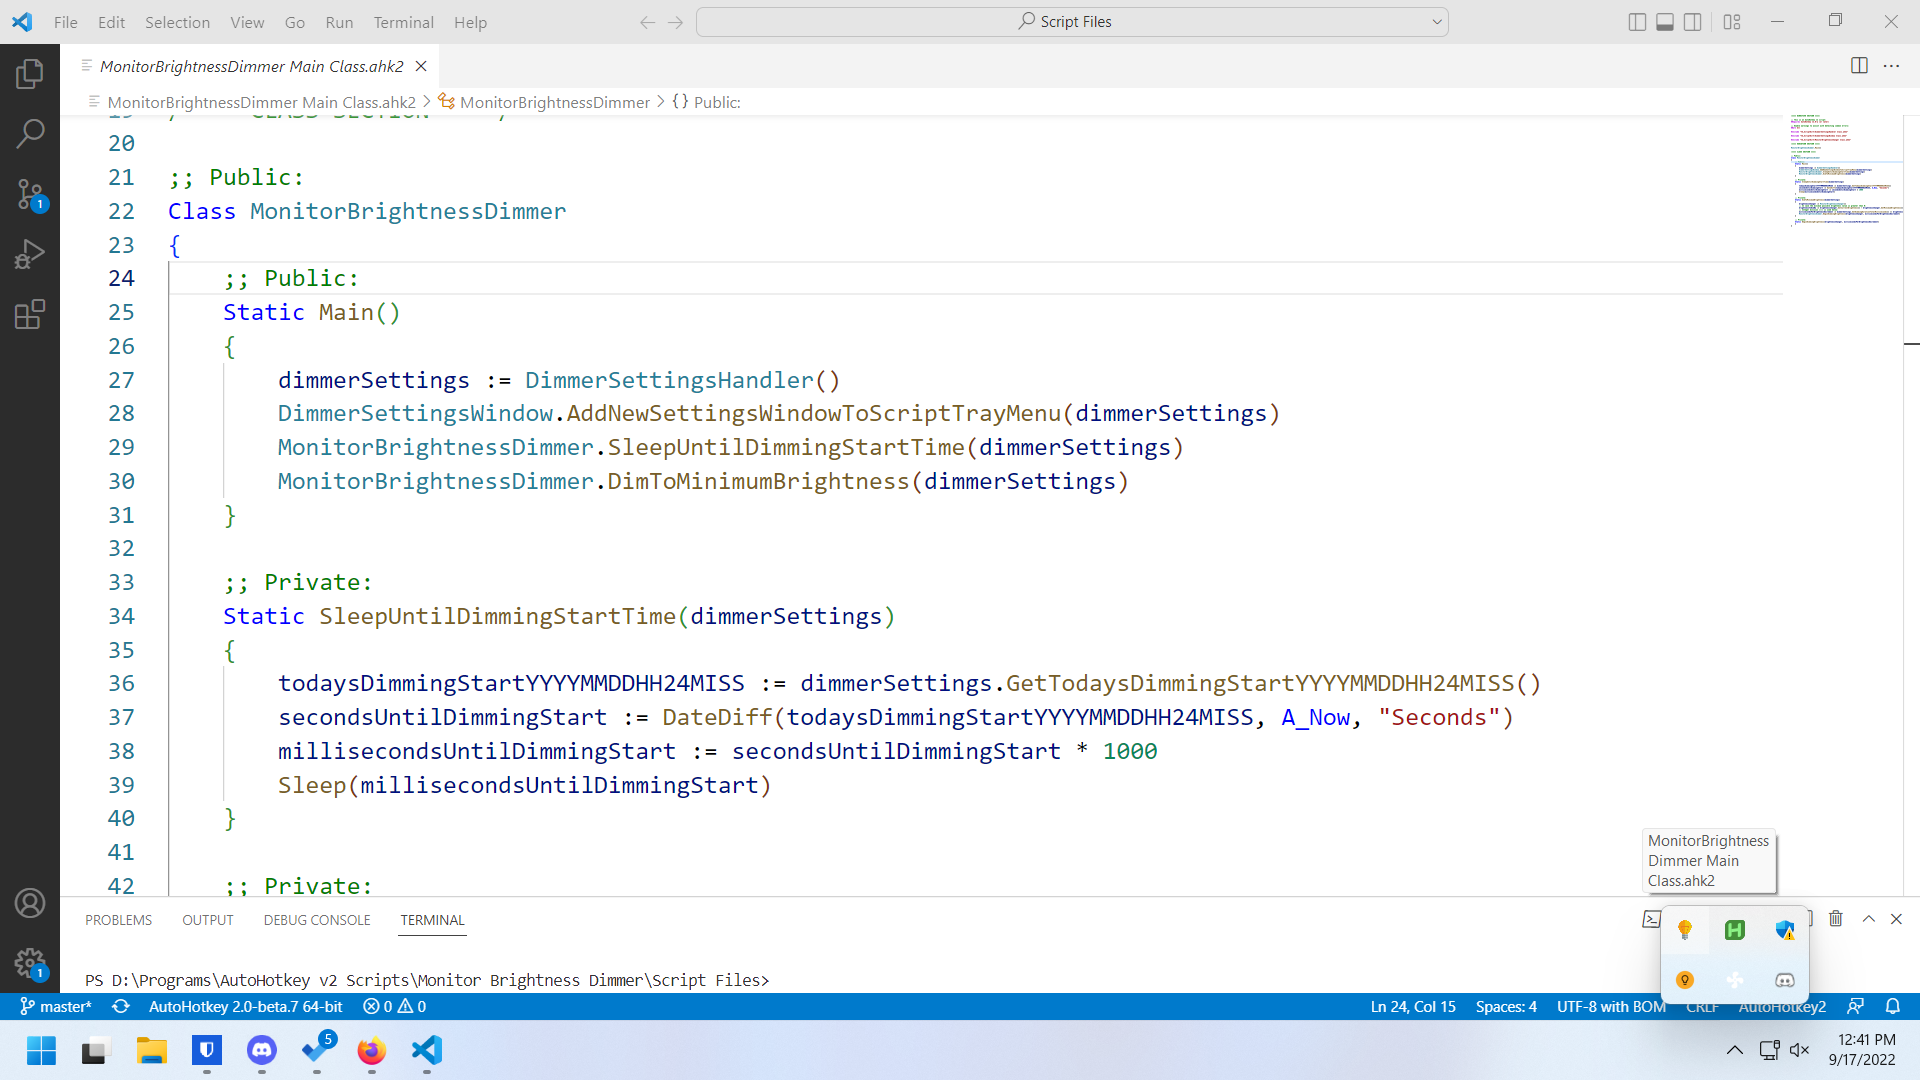 File Edit Selection View Go Run Terminal Help
Script Files
MonitorBrightnessDimmer Main Class.ahk2
MonitorBrightnessDimmer Main Class.ahk2 > MonitorBrightnessDimmer > {} Public:
20
21 ;; Public:
22 Class MonitorBrightnessDimmer
23 {
24 ;; Public:
25 Static Main()
26 {
27 dimmerSettings := DimmerSettingsHandler()
28 DimmerSettingsWindow.AddNewSettingsWindowToScriptTrayMenu(dimmerSettings)
29 MonitorBrightnessDimmer.SleepUntilDimmingStartTime(dimmerSettings)
30 MonitorBrightnessDimmer.DimToMinimumBrightness(dimmerSettings)
31 }
32
33 ;; Private:
34 Static SleepUntilDimmingStartTime(dimmerSettings)
35 {
36 todaysDimmingStartYYYYMMDDHH24MISS := dimmerSettings.GetTodaysDimmingStartYYYYMMDDHH24MISS()
37 secondsUntilDimmingStart := DateDiff(todaysDimmingStartYYYYMMDDHH24MISS, A_Now, "Seconds")
38 millisecondsUntilDimmingStart := secondsUntilDimmingStart * 1000
39 Sleep(millisecondsUntilDimmingStart)
40 }
41
42 ;; Private:
MonitorBrightness
Dimmer Main
Class.ahk2
PROBLEMS OUTPUT DEBUG CONSOLE TERMINAL
PS D:\Programs\AutoHotkey v2 Scripts\Monitor Brightness Dimmer\Script Files>
1
1
master* AutoHotkey 2.0-beta.7 64-bit 0 0 Ln 24, Col 15 Spaces: 4 UTF-8 with BOM CRLF AutoHotkey2
5
12:41 PM
9/17/2022